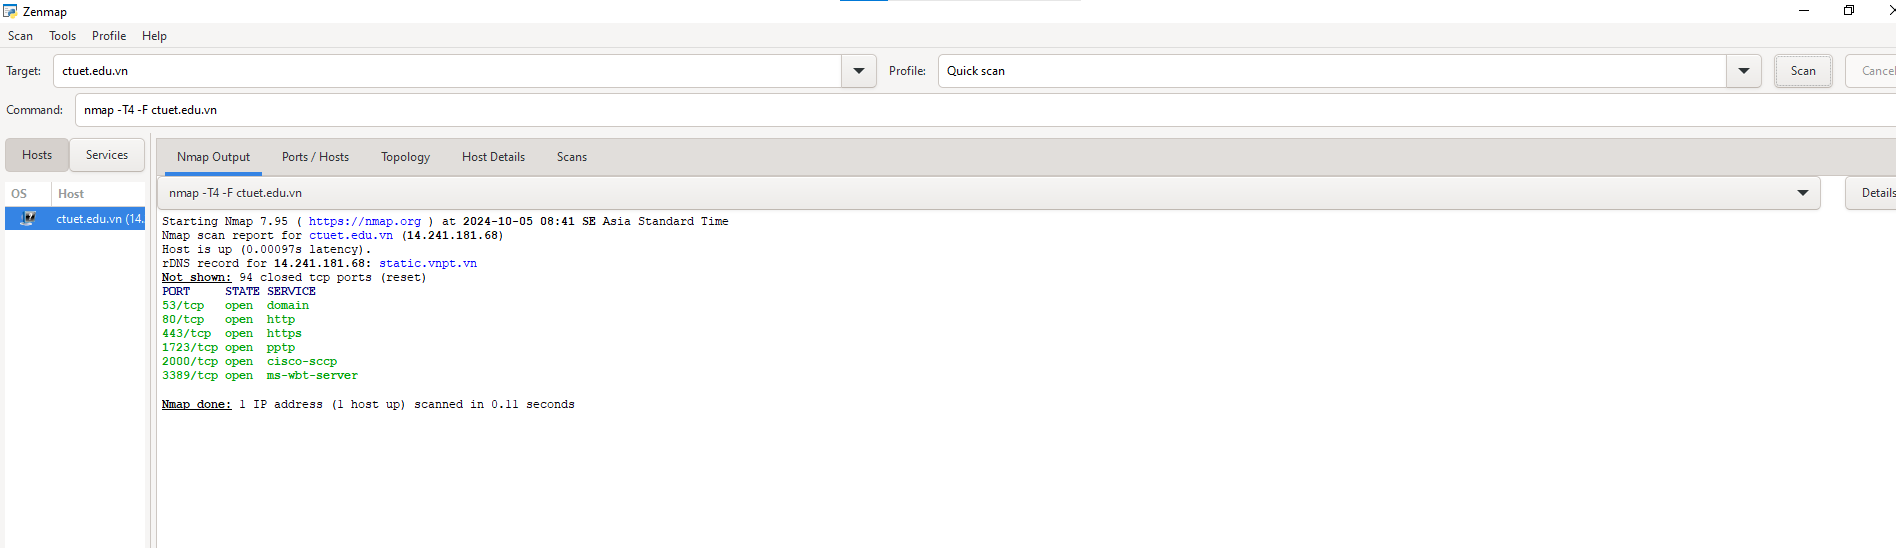 Zenmap
Scan Tools Profile Help
Target: ctuet.edu.vn Profile: Quick scan Scan Cancel
Command: nmap -T4 -F ctuet.edu.vn
Hosts Services
Nmap Output Ports / Hosts Topology Host Details Scans
OS Host
nmap -T4 -F ctuet.edu.vn Details
ctuet.edu.vn (14.
Starting Nmap 7.95 ( https://nmap.org ) at 2024-10-05 08:41 SE Asia Standard Time
Nmap scan report for ctuet.edu.vn (14.241.181.68)
Host is up (0.00097s latency).
rDNS record for 14.241.181.68: static.vnpt.vn
Not shown: 94 closed tcp ports (reset)
PORT STATE SERVICE
53/tcp open domain
80/tcp open http
443/tcp open https
1723/tcp open pptp
2000/tcp open cisco-sccp
3389/tcp open ms-wbt-server
Nmap done: 1 IP address (1 host up) scanned in 0.11 seconds